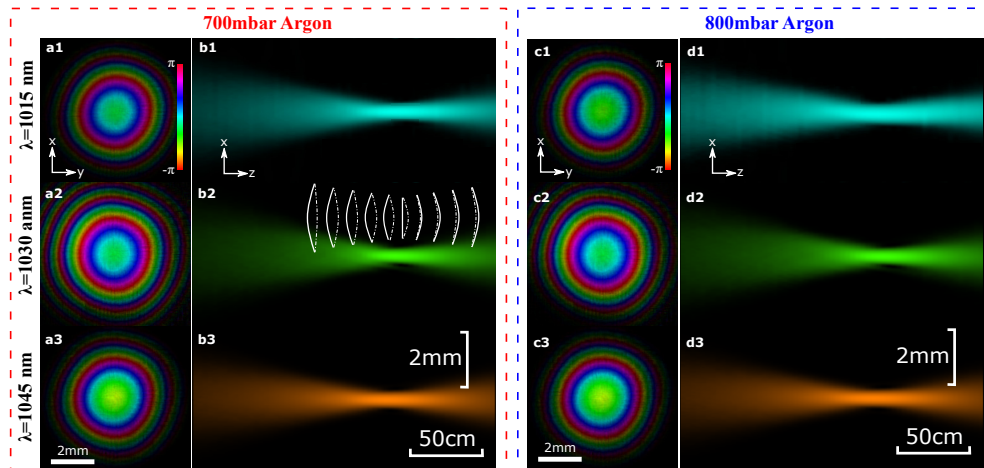 700mbar Argon
800mbar Argon
λ=1015 nm
a1
π
-π
x
y
b1
x
z
c1
π
-π
x
y
d1
x
z
λ=1030 anm
a2
b2
c2
d2
λ=1045 nm
a3
2mm
b3
2mm
50cm
c3
2mm
d3
2mm
50cm